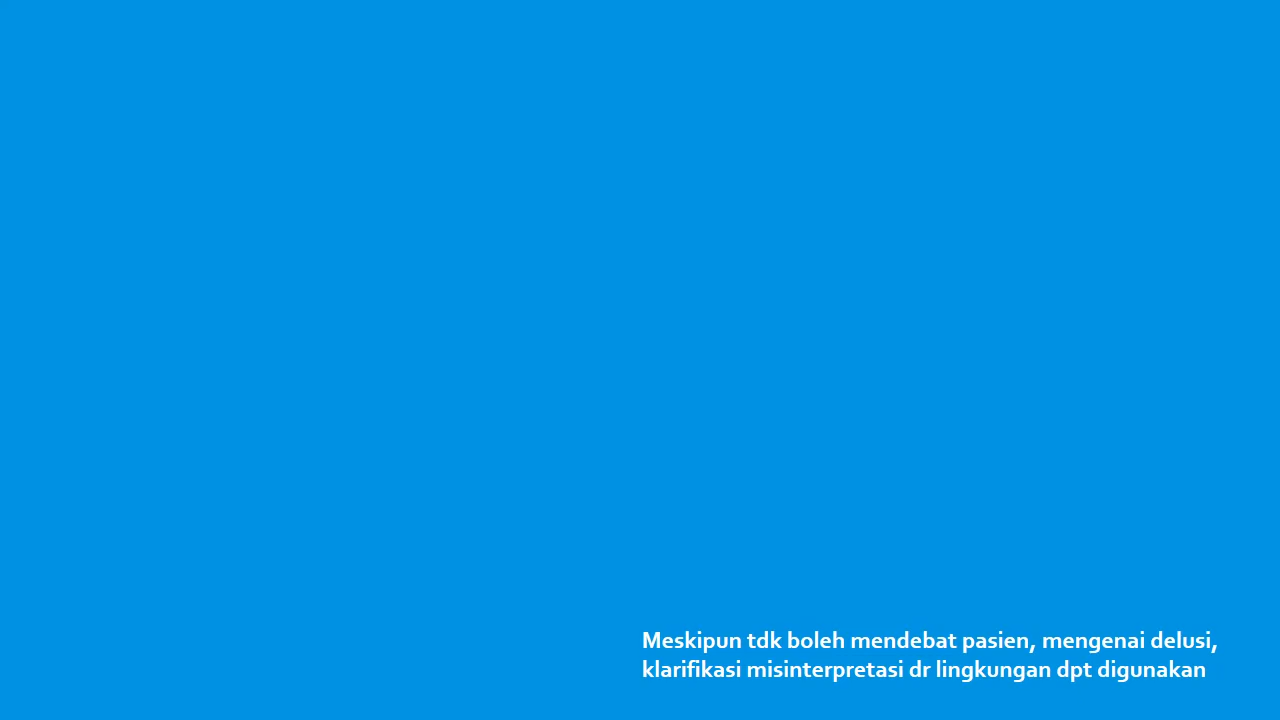 Meskipun tdk boleh mendebat pasien, mengenai delusi,
klarifikasi misinterpretasi dr lingkungan dpt digunakan